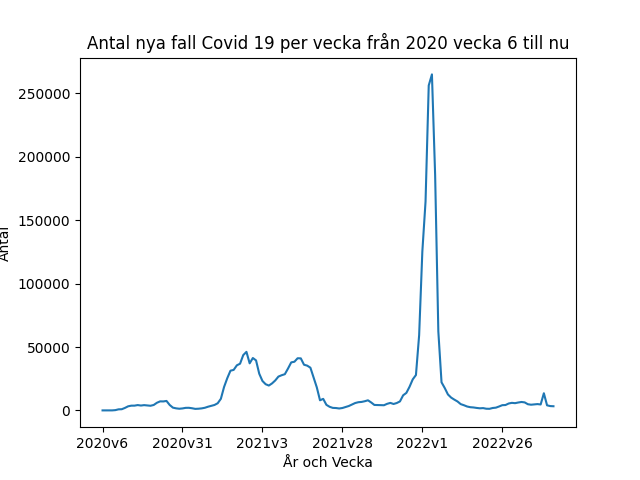 Antal nya fall Covid 19 per vecka från 2020 vecka 6 till nu
250000
200000
150000
100000
50000
0
Antal
2020v6 2020v31 2021v3 2021v28 2022v1 2022v26
År och Vecka